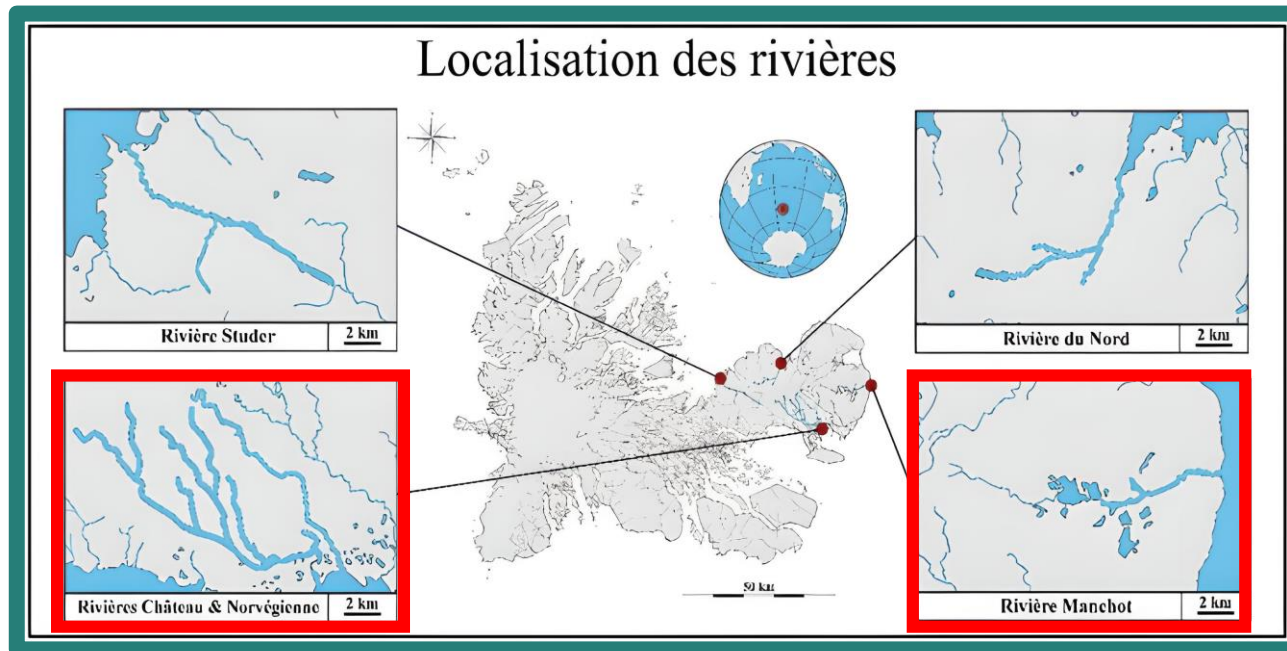 Localisation des rivières
Rivière Studer
2 km
Rivière du Nord
2 km
Rivières Château & Norvégienne
2 km
50 km
Rivière Manchot
2 km